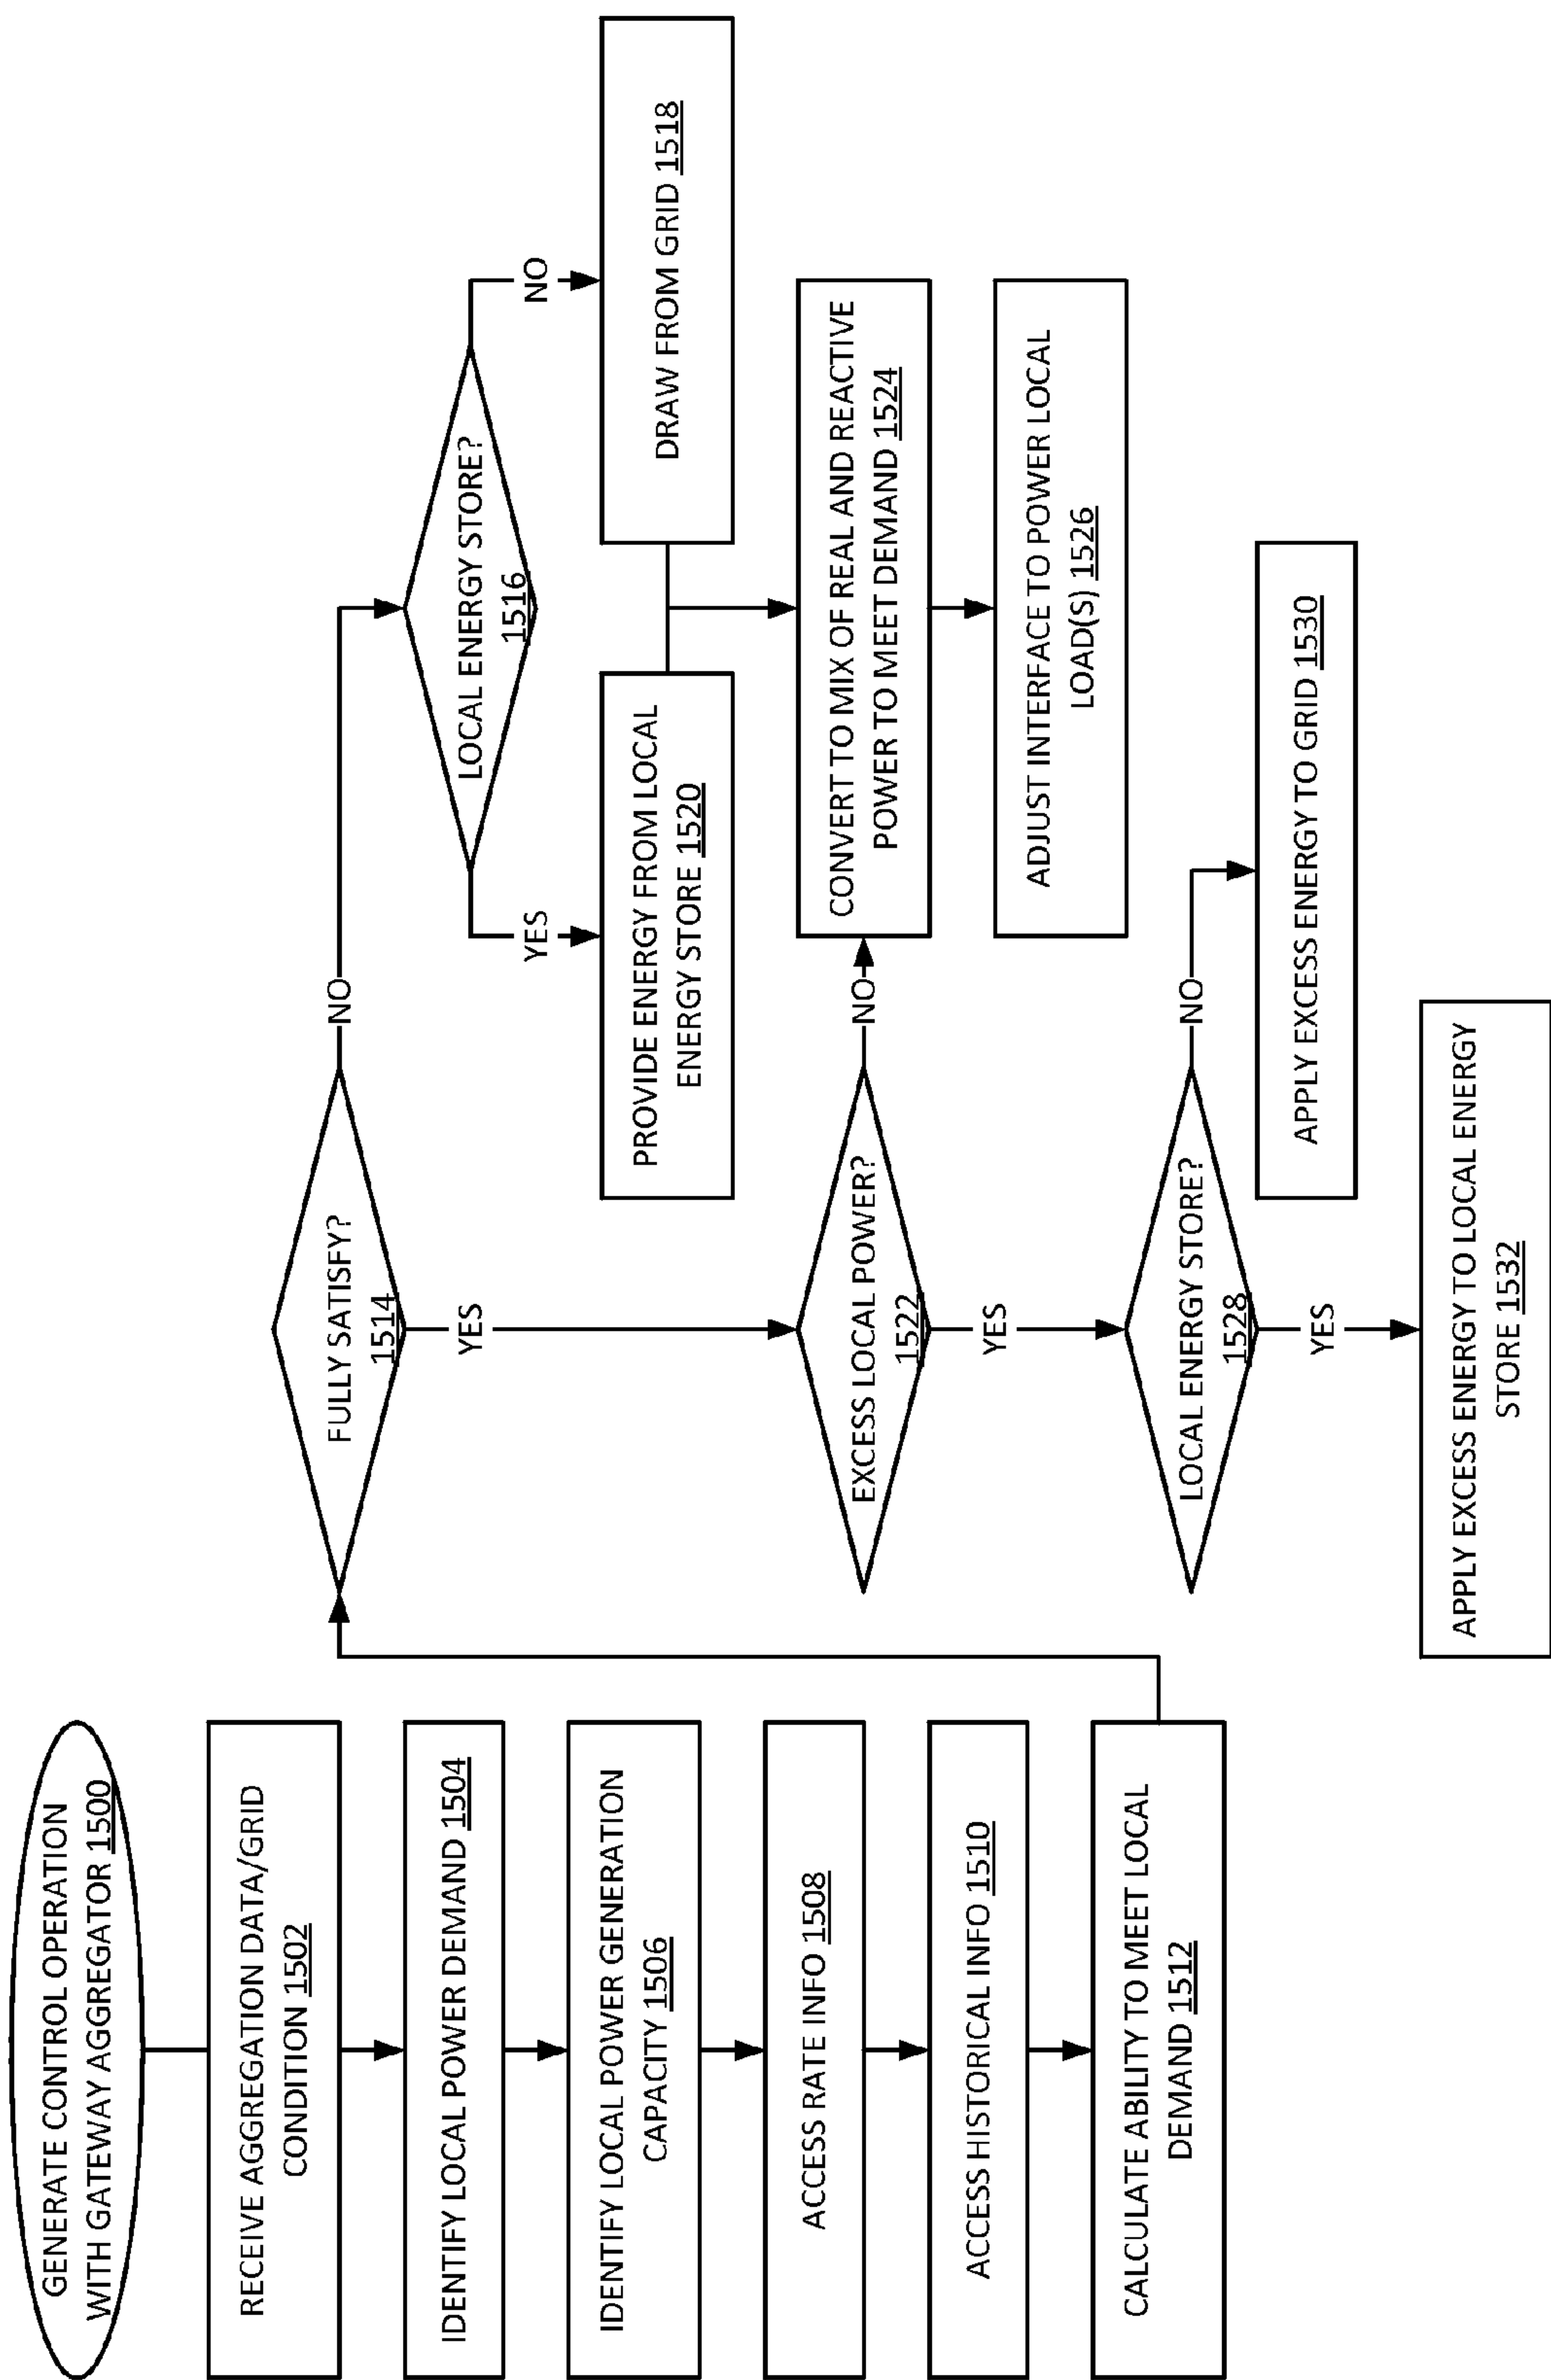 GENERATE CONTROL OPERATION
WITH GATEWAY AGGREGATOR 1500
RECEIVE AGGREGATION DATA/GRID
CONDITION 1502
IDENTIFY LOCAL POWER DEMAND 1504
IDENTIFY LOCAL POWER GENERATION
CAPACITY 1506
ACCESS RATE INFO 1508
ACCESS HISTORICAL INFO 1510
CALCULATE ABILITY TO MEET LOCAL
DEMAND 1512
FULLY SATISFY?
1514
NO
YES
LOCAL ENERGY STORE?
1516
YES
NO
PROVIDE ENERGY FROM LOCAL
ENERGY STORE 1520
DRAW FROM GRID 1518
EXCESS LOCAL POWER?
1522
NO
YES
CONVERT TO MIX OF REAL AND REACTIVE
POWER TO MEET DEMAND 1524
ADJUST INTERFACE TO POWER LOCAL
LOAD(S) 1526
LOCAL ENERGY STORE?
1528
NO
YES
APPLY EXCESS ENERGY TO GRID 1530
APPLY EXCESS ENERGY TO LOCAL ENERGY
STORE 1532